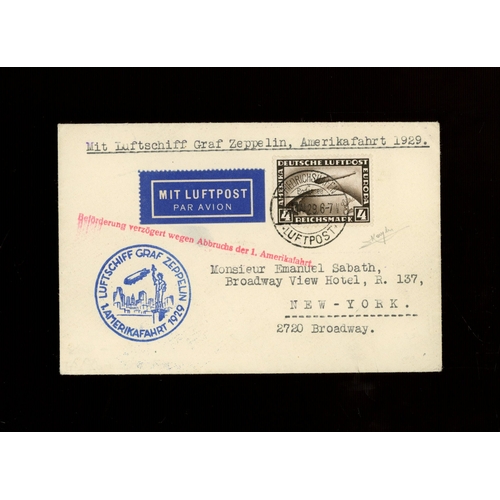 Mit Luftschiff Graf Zeppelin, Amerikafahrt 1929.
MIT LUFTPOST
PAR AVION
DEUTSCHE LUFTPOST
AMERIKA
EUROPA
4 4
REICHSMARK
LUFTPOST
Beförderung verzögert wegen Abbruchs der 1. Amerikafahrt
LUFTSCHIFF GRAF ZEPPELIN
1. AMERIKAFAHRT 1929
Monsieur Emanuel Sabath,
Broadway View Hotel, R. 137,
NEW-YORK.
2720 Broadway.